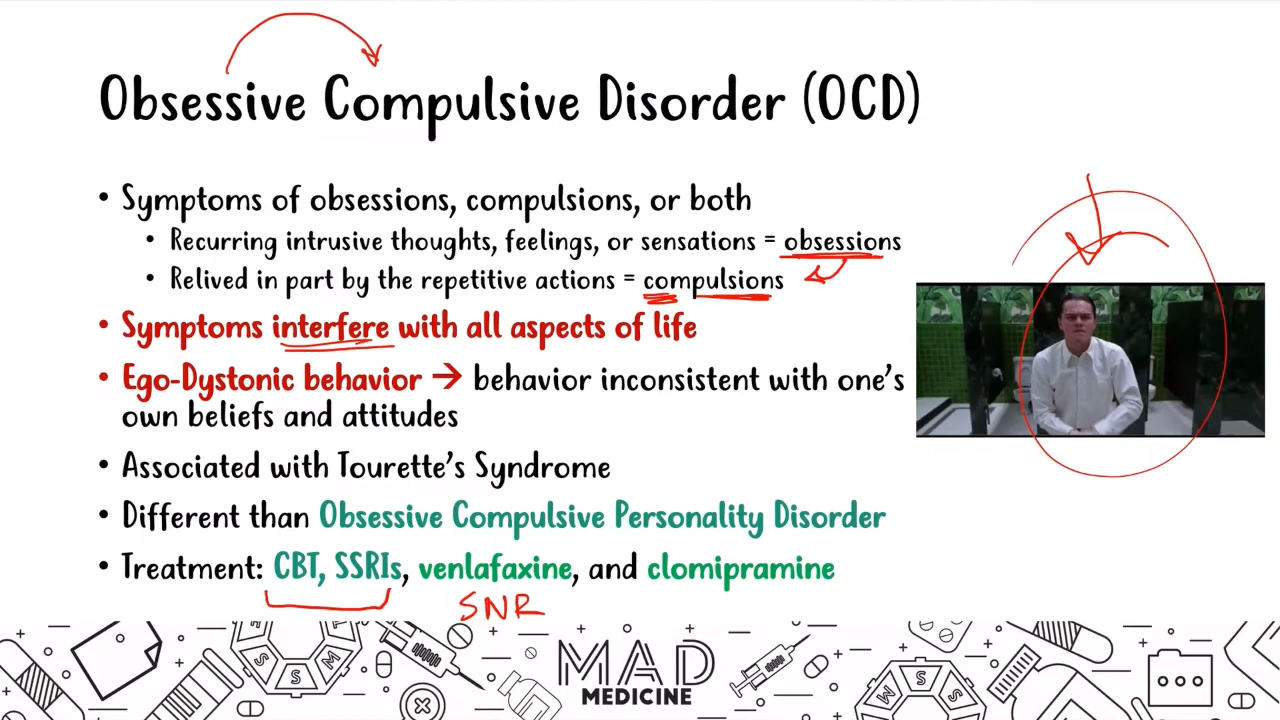 Obsessive Compulsive Disorder (OCD)
• Symptoms of obsessions, compulsions, or both
• Recurring intrusive thoughts, feelings, or sensations = obsessions
• Relived in part by the repetitive actions = compulsions
• Symptoms interfere with all aspects of life
• Ego-Dystonic behavior → behavior inconsistent with one's
own beliefs and attitudes
• Associated with Tourette's Syndrome
• Different than Obsessive Compulsive Personality Disorder
• Treatment: CBT, SSRIs, venlafaxine, and clomipramine
SNR
S S M
MAD
MEDICINE
M S S